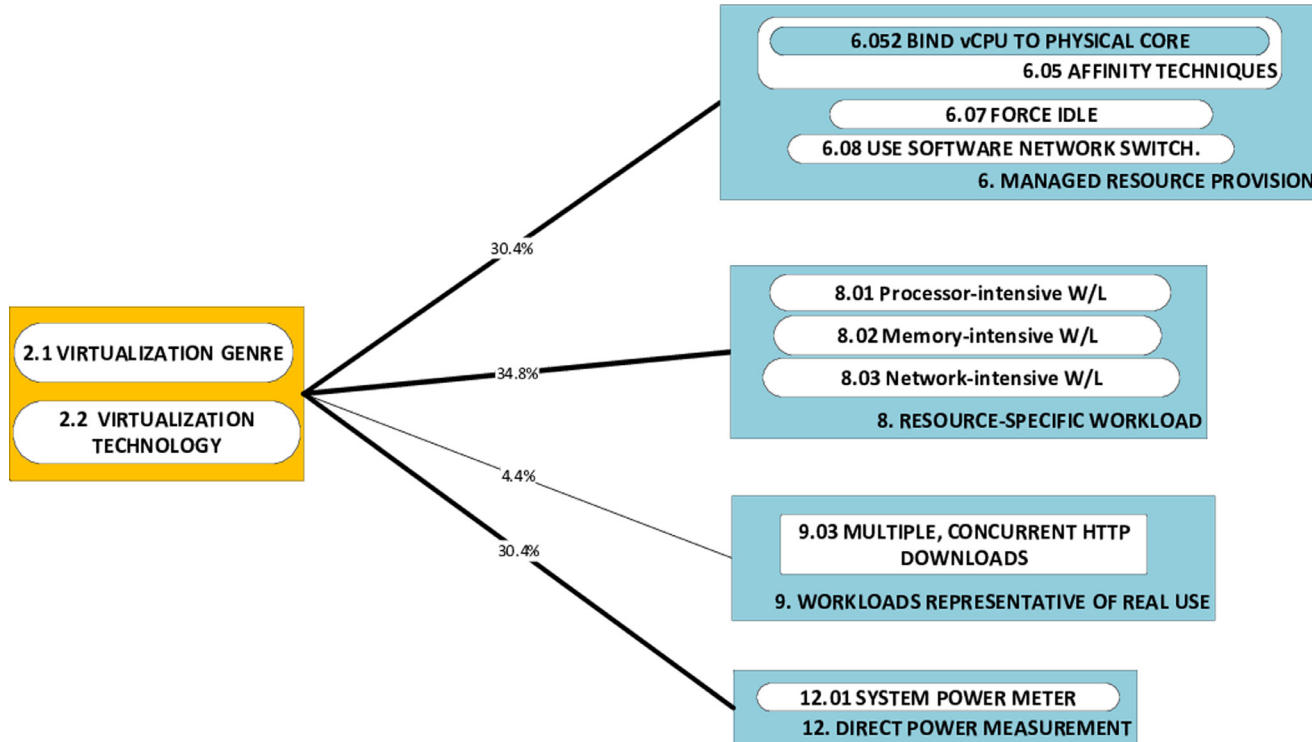 6.052 BIND vCPU TO PHYSICAL CORE
6.05 AFFINITY TECHNIQUES
6.07 FORCE IDLE
6.08 USE SOFTWARE NETWORK SWITCH.
6. MANAGED RESOURCE PROVISION
30.4%
2.1 VIRTUALIZATION GENRE
2.2 VIRTUALIZATION
TECHNOLOGY
34.8%
8.01 Processor-intensive W/L
8.02 Memory-intensive W/L
8.03 Network-intensive W/L
8. RESOURCE-SPECIFIC WORKLOAD
4.4%
9.03 MULTIPLE, CONCURRENT HTTP
DOWNLOADS
9. WORKLOADS REPRESENTATIVE OF REAL USE
30.4%
12.01 SYSTEM POWER METER
12. DIRECT POWER MEASUREMENT